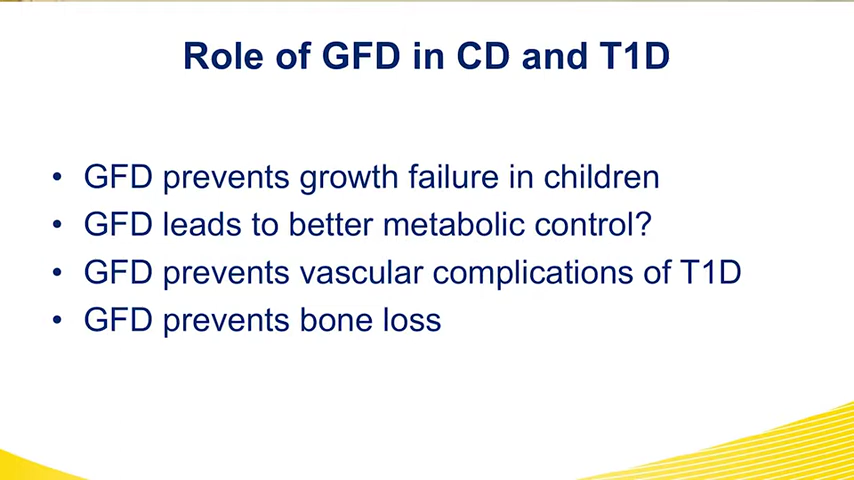 Role of GFD in CD and T1D
• GFD prevents growth failure in children
• GFD leads to better metabolic control?
• GFD prevents vascular complications of T1D
• GFD prevents bone loss